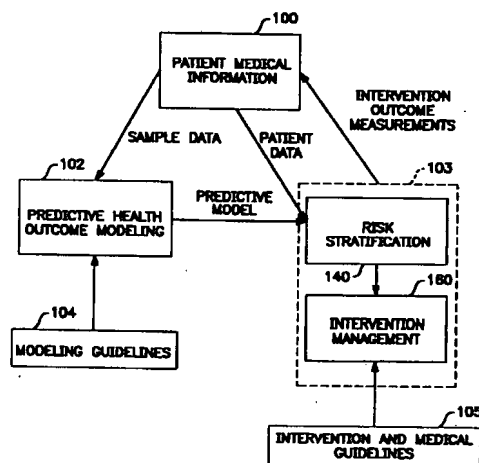 100
PATIENT MEDICAL
INFORMATION
INTERVENTION
OUTCOME
MEASUREMENTS
SAMPLE DATA
PATIENT
DATA
102
103
PREDICTIVE HEALTH
OUTCOME MODELING
PREDICTIVE
MODEL
RISK
STRATIFICATION
140
160
INTERVENTION
MANAGEMENT
104
MODELING GUIDELINES
105
INTERVENTION AND MEDICAL
GUIDELINES